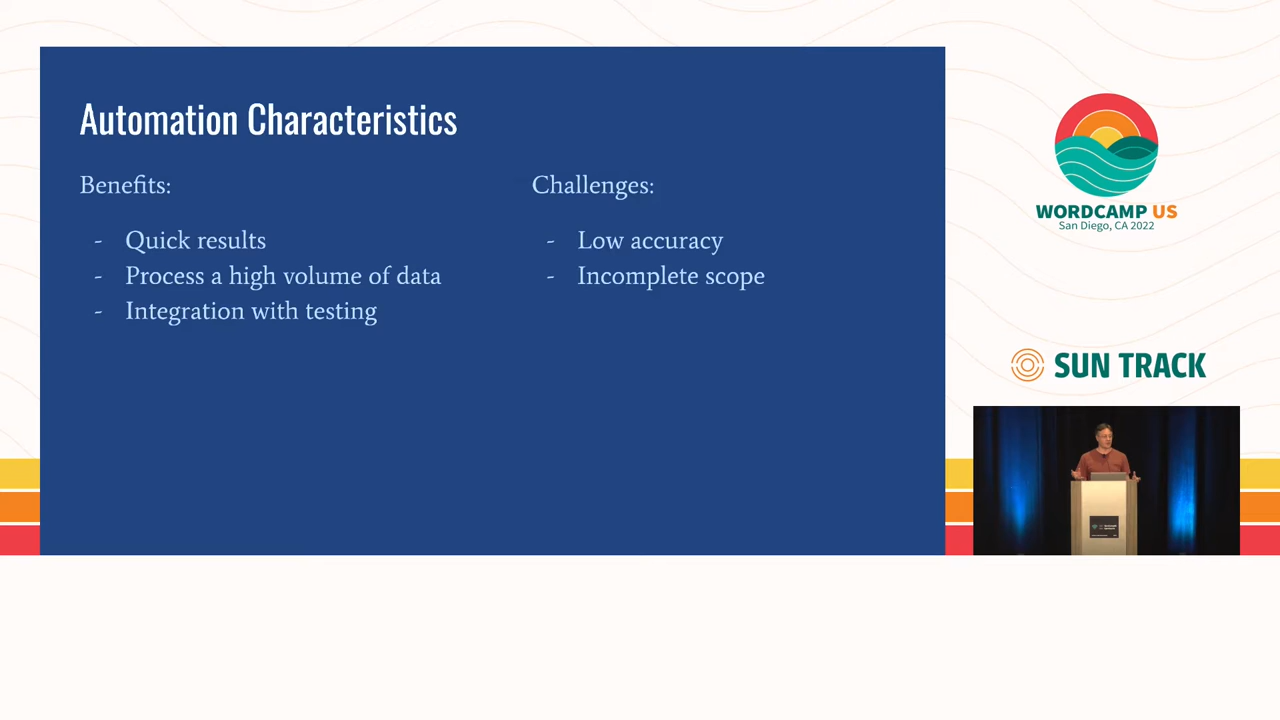 Automation Characteristics
Benefits:
- Quick results
- Process a high volume of data
- Integration with testing
Challenges:
- Low accuracy
- Incomplete scope
WORDCAMP US
San Diego, CA 2022
SUN TRACK